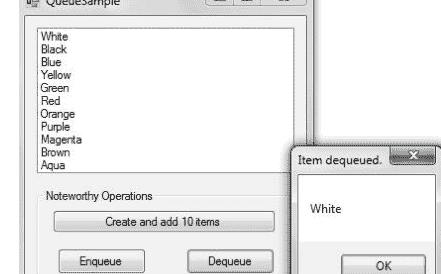 QueueSample
White
Black
Blue
Yellow
Green
Red
Orange
Purple
Magenta
Brown
Aqua
Noteworthy Operations
Create and add 10 items
Enqueue
Dequeue
Item dequeued.
White
OK